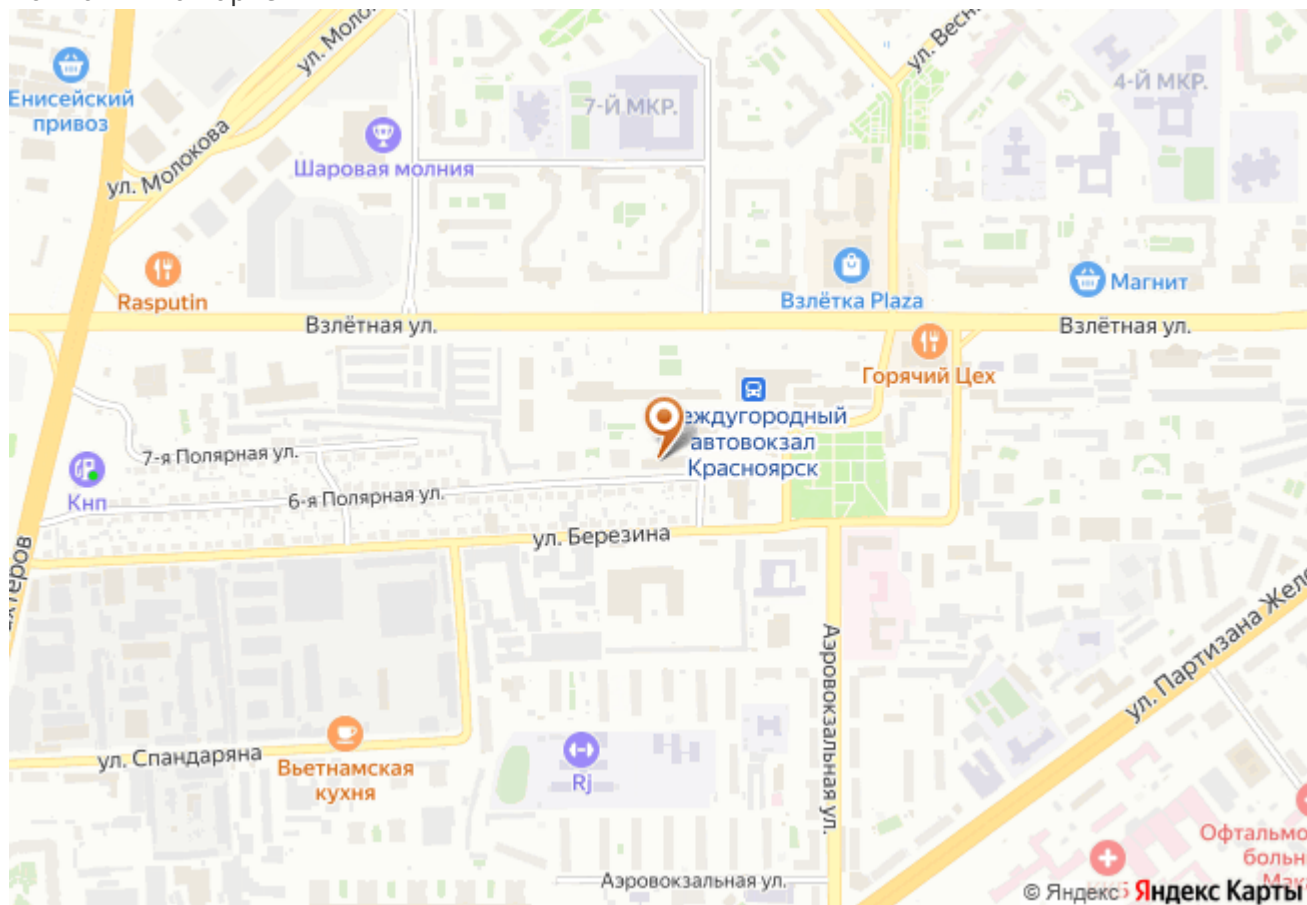 ул. Моло
ул. Весн
Енисейский
привоз
7-Й МКР.
4-Й МКР.
ул. Молокова
Шаровая молния
Rasputin
Взлётка Plaza
Магнит
Взлётная ул.
Взлётная ул.
Горячий Цех
еждугородный
автовокзал
Красноярск
7-я Полярная ул.
Кнп
6-я Полярная ул.
ул. Березина
хтеров
Аэровокзальная ул.
ул. Партизана Желе
ул. Спандаряна
Вьетнамская
кухня
Rj
Офтальмо
больн
Аэровокзальная ул.
© Яндекс Яндекс Карты